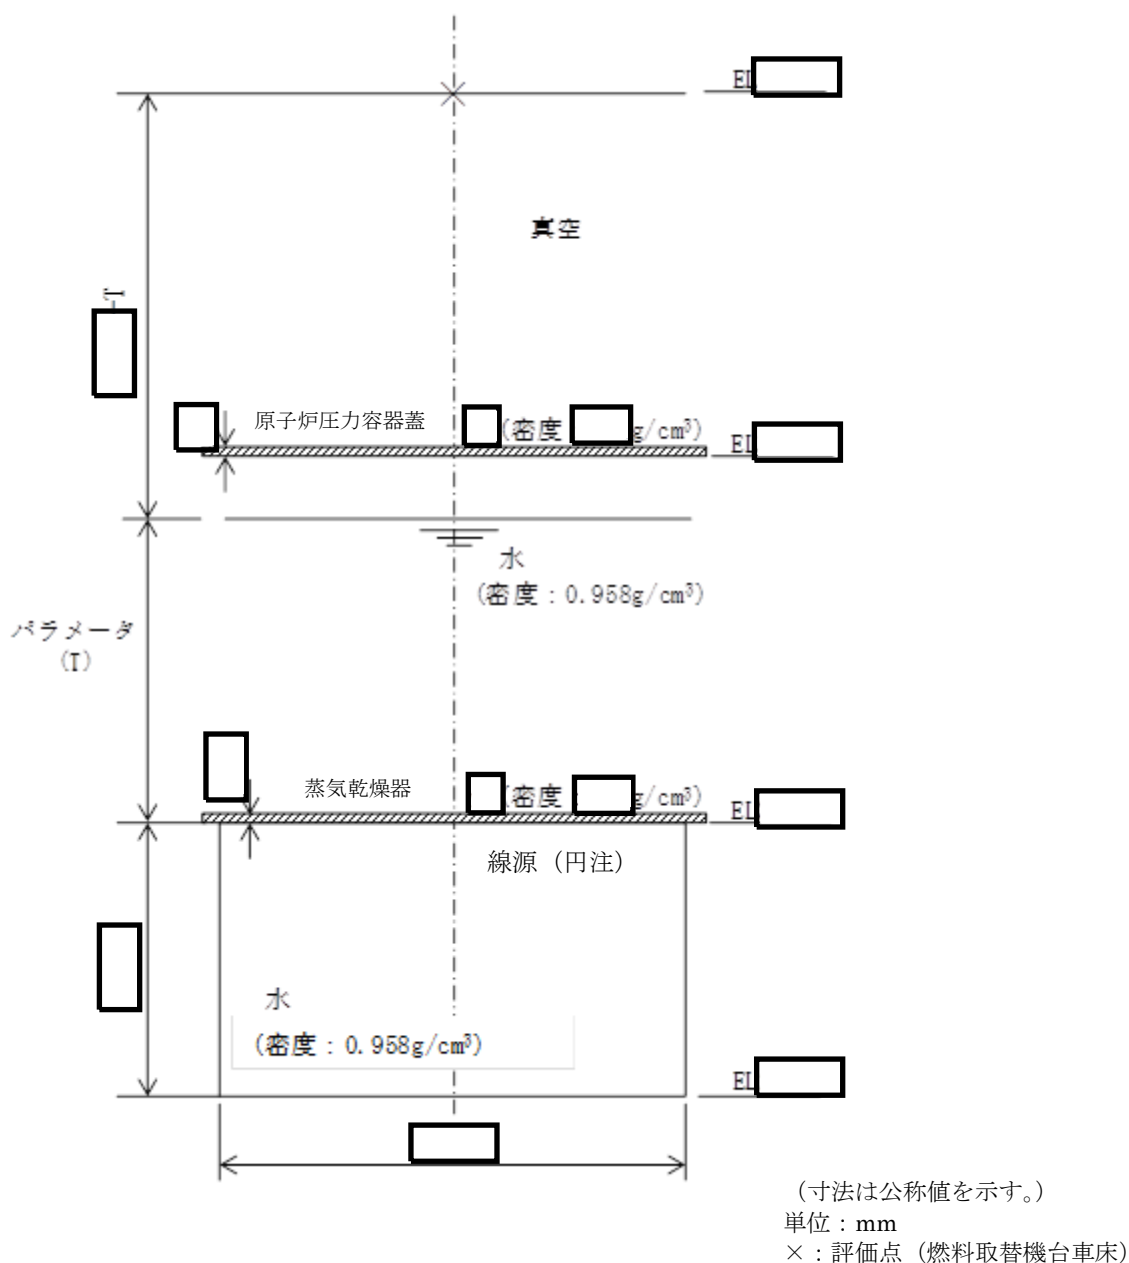 EL
真空
-T
原子炉圧力容器蓋
(密度
g/cm³)
EL
水
(密度：0.958g/cm³)
パラメータ
(T)
蒸気乾燥器
(密度
g/cm³)
EL
線源（円注）
水
(密度：0.958g/cm³)
EL
（寸法は公称値を示す。）
単位：mm
×：評価点（燃料取替機台車床）